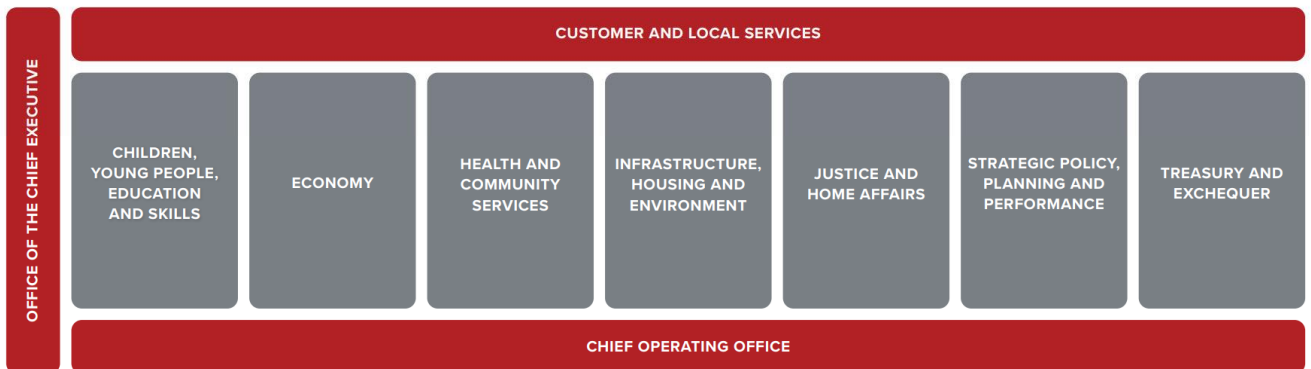 OFFICE OF THE CHIEF EXECUTIVE
CUSTOMER AND LOCAL SERVICES
CHILDREN,
YOUNG PEOPLE,
EDUCATION
AND SKILLS
ECONOMY
HEALTH AND
COMMUNITY
SERVICES
INFRASTRUCTURE,
HOUSING AND
ENVIRONMENT
JUSTICE AND
HOME AFFAIRS
STRATEGIC POLICY,
PLANNING AND
PERFORMANCE
TREASURY AND
EXCHEQUER
CHIEF OPERATING OFFICE